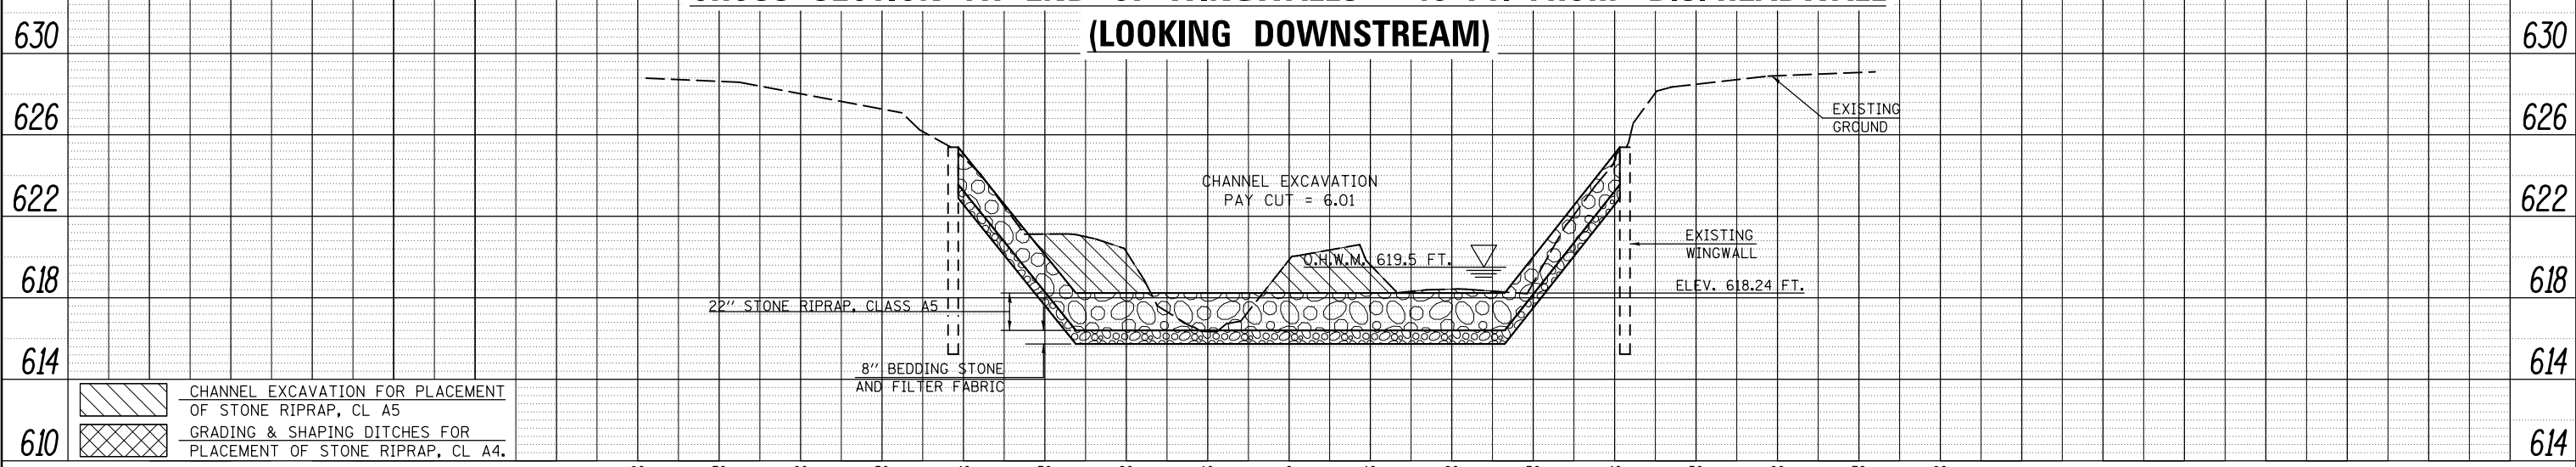 (LOOKING DOWNSTREAM)
630
630
626
626
622
622
618
618
614
614
610
614
EXISTING
GROUND
CHANNEL EXCAVATION
PAY CUT = 6.01
O.H.W.M. 619.5 FT.
EXISTING
WINGWALL
ELEV. 618.24 FT.
22" STONE RIPRAP, CLASS A5
8" BEDDING STONE
AND FILTER FABRIC
CHANNEL EXCAVATION FOR PLACEMENT
OF STONE RIPRAP, CL A5
GRADING & SHAPING DITCHES FOR
PLACEMENT OF STONE RIPRAP, CL A4.